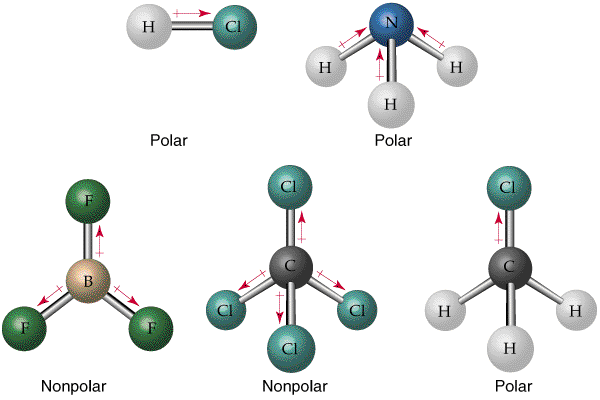 H Cl
N
H H
H
Polar Polar
F
B
F F
Nonpolar
Cl
C
Cl Cl
Cl
Nonpolar
Cl
C
H H
H
Polar